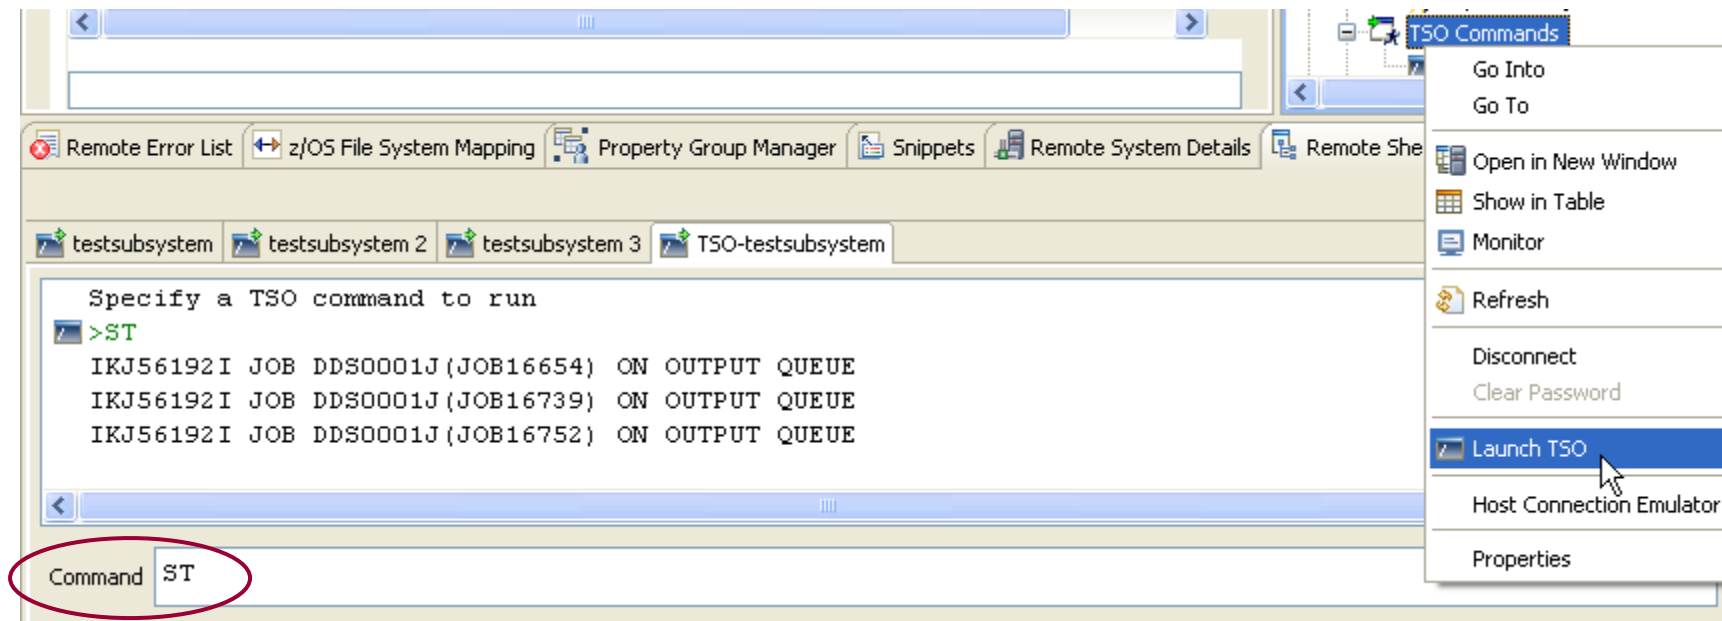 TSO Commands
Go Into
Go To
Remote Error List z/OS File System Mapping Property Group Manager Snippets Remote System Details Remote She
Open in New Window
Show in Table
Monitor
testsubsystem testsubsystem 2 testsubsystem 3 TSO-testsubsystem
Specify a TSO command to run
>ST
IKJ56192I JOB DDS0001J(JOB16654) ON OUTPUT QUEUE
IKJ56192I JOB DDS0001J(JOB16739) ON OUTPUT QUEUE
IKJ56192I JOB DDS0001J(JOB16752) ON OUTPUT QUEUE
Refresh
Disconnect
Clear Password
Launch TSO
Host Connection Emulator
Properties
Command ST